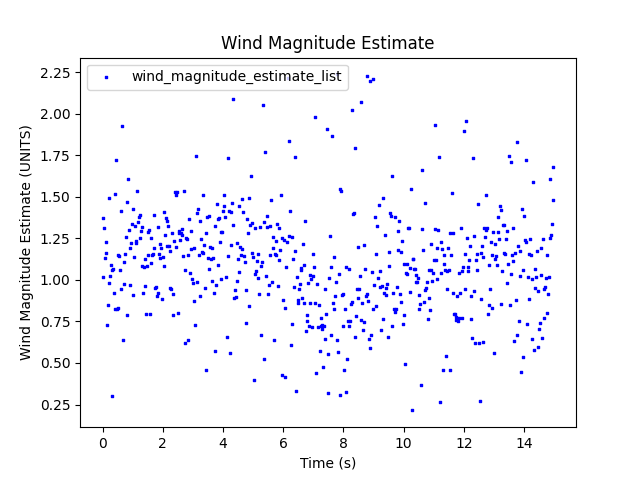 Wind Magnitude Estimate
wind_magnitude_estimate_list
Wind Magnitude Estimate (UNITS)
2.25
2.00
1.75
1.50
1.25
1.00
0.75
0.50
0.25
0 2 4 6 8 10 12 14
Time (s)